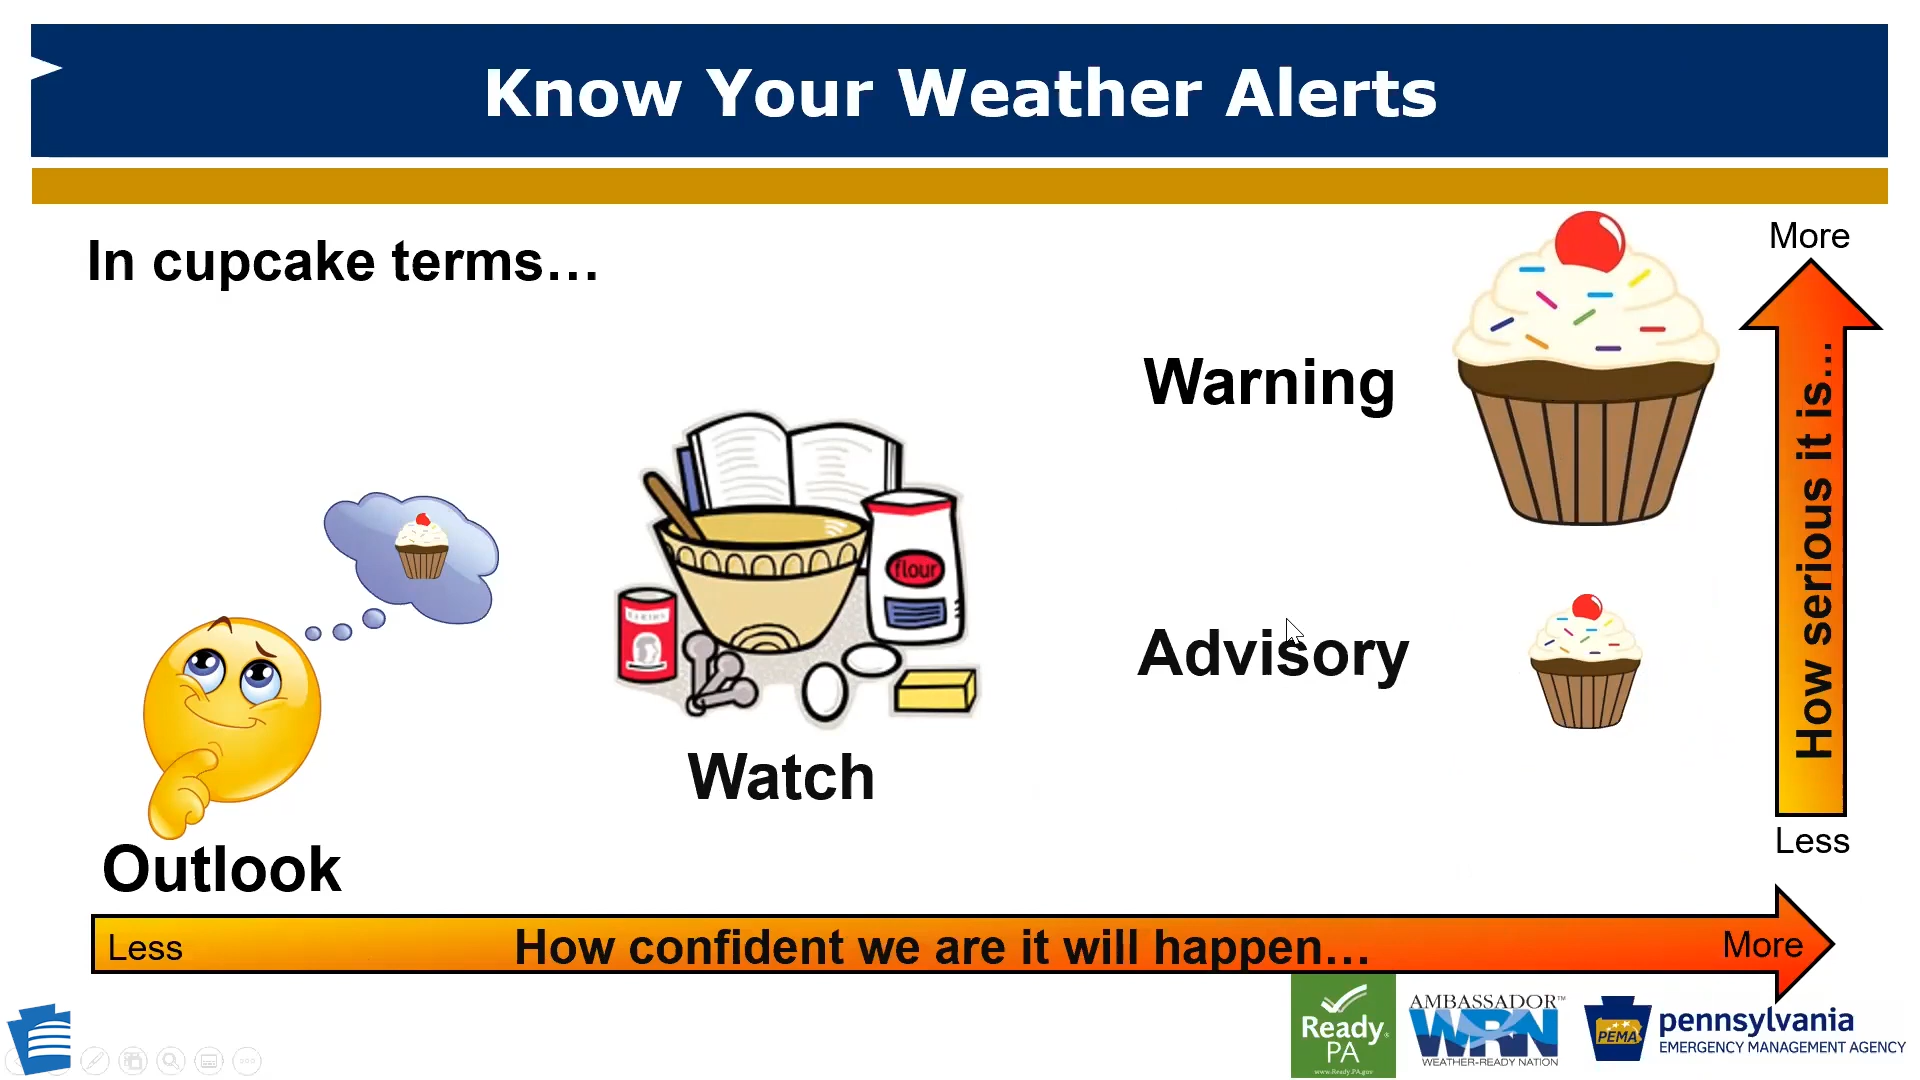 Know Your Weather Alerts
In cupcake terms…
More
Warning
How serious it is…
flour
Advisory
Watch
Less
Outlook
Less
How confident we are it will happen…
More
Ready
PA
www.Ready.PA.gov
AMBASSADOR™
WRN
WEATHER-READY NATION
PEMA
pennsylvania
EMERGENCY MANAGEMENT AGENCY